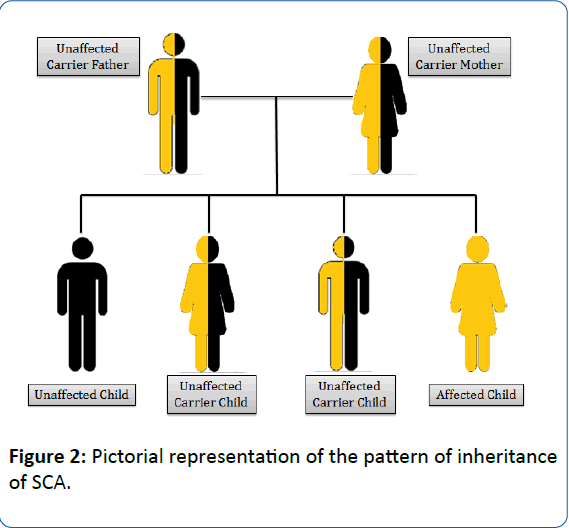 Unaffected
Carrier Father
Unaffected
Carrier Mother
Unaffected Child
Unaffected
Carrier Child
Unaffected
Carrier Child
Affected Child
Figure 2: Pictorial representation of the pattern of inheritance
of SCA.